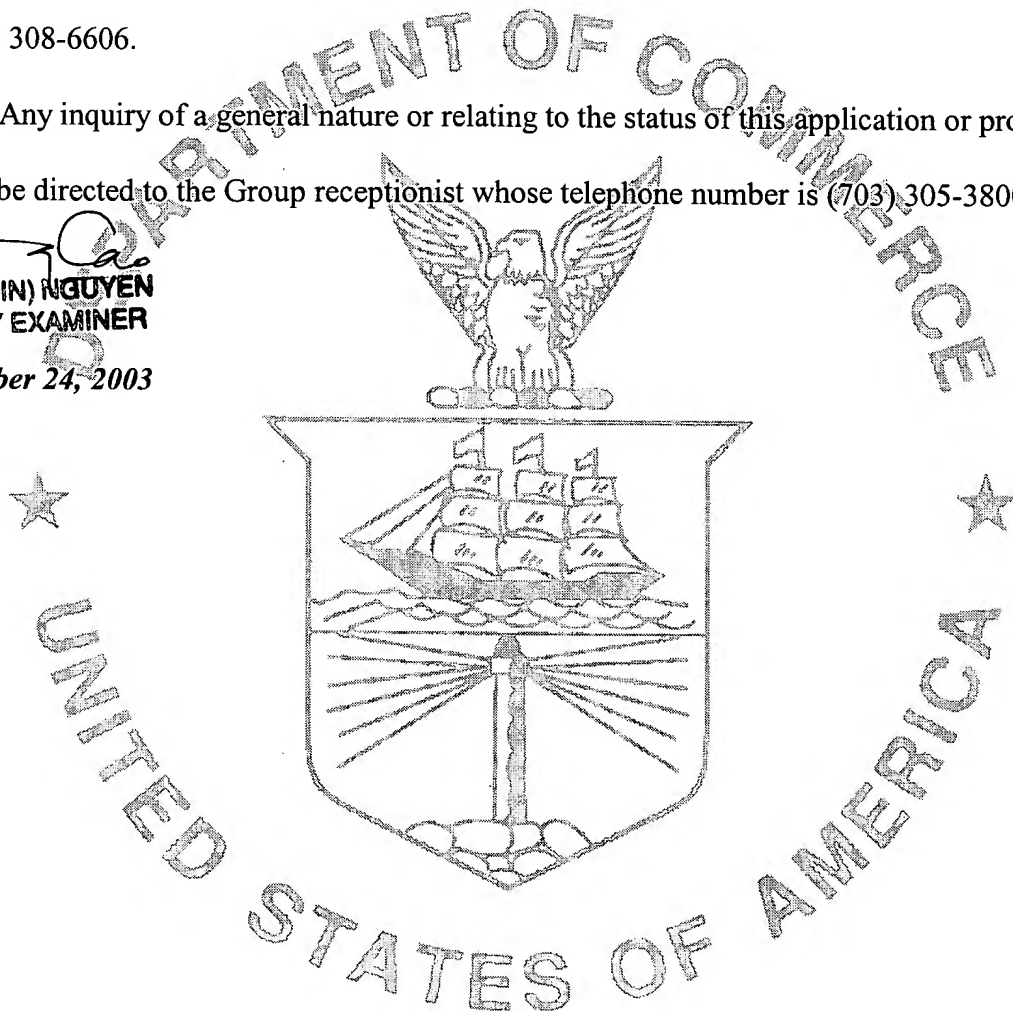 308-6606.
Any inquiry of a general nature or relating to the status of this application or pro
be directed to the Group receptionist whose telephone number is (703) 305-380
IN) NGUYEN
EXAMINER
ber 24, 2003
DEPARTMENT OF COMMERCE
UNITED STATES OF AMERICA